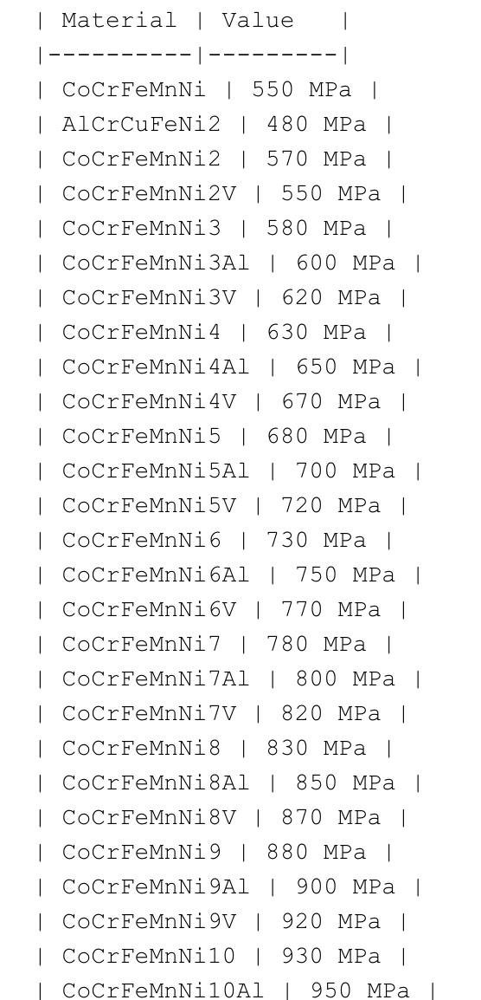 | Material | Value   |
|----------|---------|
| CoCrFeMnNi | 550 MPa |
| AlCrCuFeNi2 | 480 MPa |
| CoCrFeMnNi2 | 570 MPa |
| CoCrFeMnNi2V | 550 MPa |
| CoCrFeMnNi3 | 580 MPa |
| CoCrFeMnNi3Al | 600 MPa |
| CoCrFeMnNi3V | 620 MPa |
| CoCrFeMnNi4 | 630 MPa |
| CoCrFeMnNi4Al | 650 MPa |
| CoCrFeMnNi4V | 670 MPa |
| CoCrFeMnNi5 | 680 MPa |
| CoCrFeMnNi5Al | 700 MPa |
| CoCrFeMnNi5V | 720 MPa |
| CoCrFeMnNi6 | 730 MPa |
| CoCrFeMnNi6Al | 750 MPa |
| CoCrFeMnNi6V | 770 MPa |
| CoCrFeMnNi7 | 780 MPa |
| CoCrFeMnNi7Al | 800 MPa |
| CoCrFeMnNi7V | 820 MPa |
| CoCrFeMnNi8 | 830 MPa |
| CoCrFeMnNi8Al | 850 MPa |
| CoCrFeMnNi8V | 870 MPa |
| CoCrFeMnNi9 | 880 MPa |
| CoCrFeMnNi9Al | 900 MPa |
| CoCrFeMnNi9V | 920 MPa |
| CoCrFeMnNi10 | 930 MPa |
| CoCrFeMnNi10Al | 950 MPa |